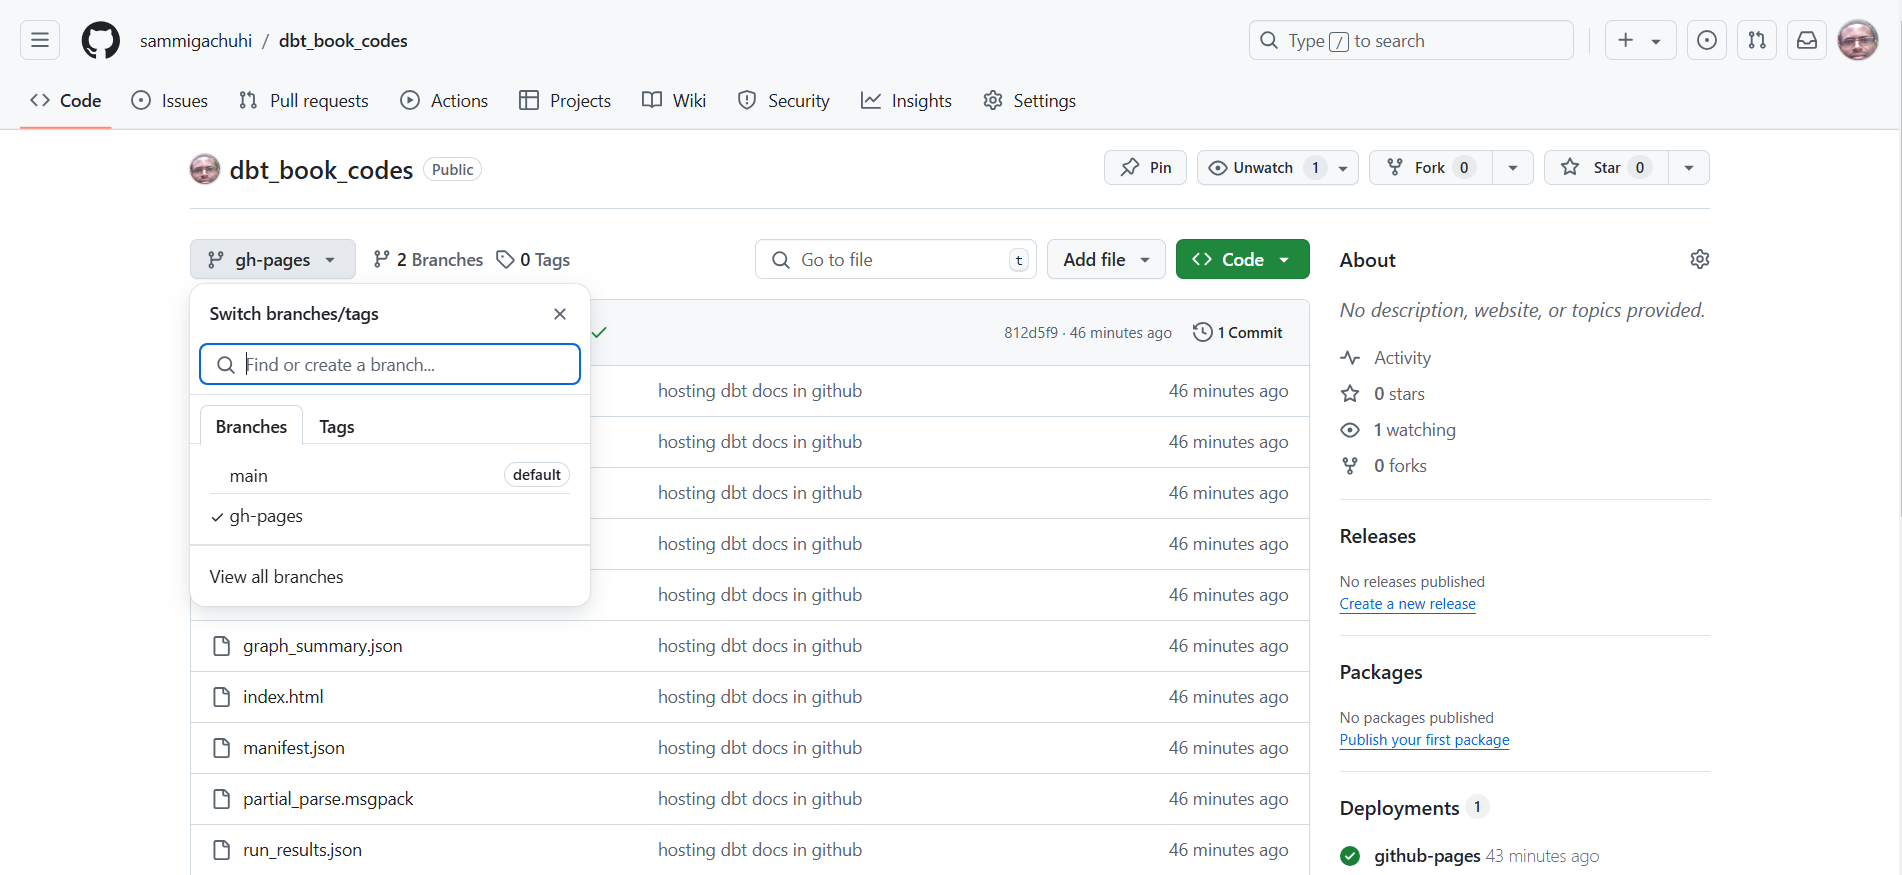 sammigachuhi / dbt_book_codes
Type / to search
Code Issues Pull requests Actions Projects Wiki Security Insights Settings
dbt_book_codes Public
Pin Unwatch 1 Fork 0 Star 0
gh-pages 2 Branches 0 Tags Go to file t Add file Code
Switch branches/tags
Find or create a branch...
Branches Tags
main default
gh-pages
View all branches
812d5f9 · 46 minutes ago 1 Commit
hosting dbt docs in github 46 minutes ago
hosting dbt docs in github 46 minutes ago
hosting dbt docs in github 46 minutes ago
hosting dbt docs in github 46 minutes ago
hosting dbt docs in github 46 minutes ago
graph_summary.json hosting dbt docs in github 46 minutes ago
index.html hosting dbt docs in github 46 minutes ago
manifest.json hosting dbt docs in github 46 minutes ago
partial_parse.msgpack hosting dbt docs in github 46 minutes ago
run_results.json hosting dbt docs in github 46 minutes ago
About
No description, website, or topics provided.
Activity
0 stars
1 watching
0 forks
Releases
No releases published
Create a new release
Packages
No packages published
Publish your first package
Deployments 1
github-pages 43 minutes ago